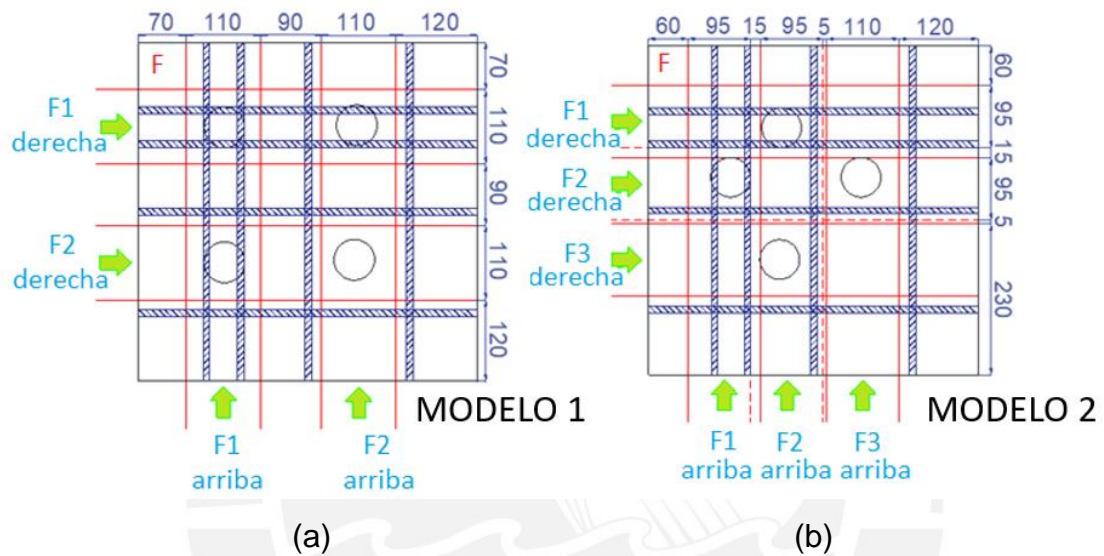 70 110 90 110 120
F
70
110
90
110
120
F1
derecha
F2
derecha
F1
arriba
F2
arriba
MODELO 1
(a)
60 95 15 95 5 110 120
F
60
95
15
95
5
230
F1
derecha
F2
derecha
F3
derecha
F1
arriba
F2
arriba
F3
arriba
MODELO 2
(b)